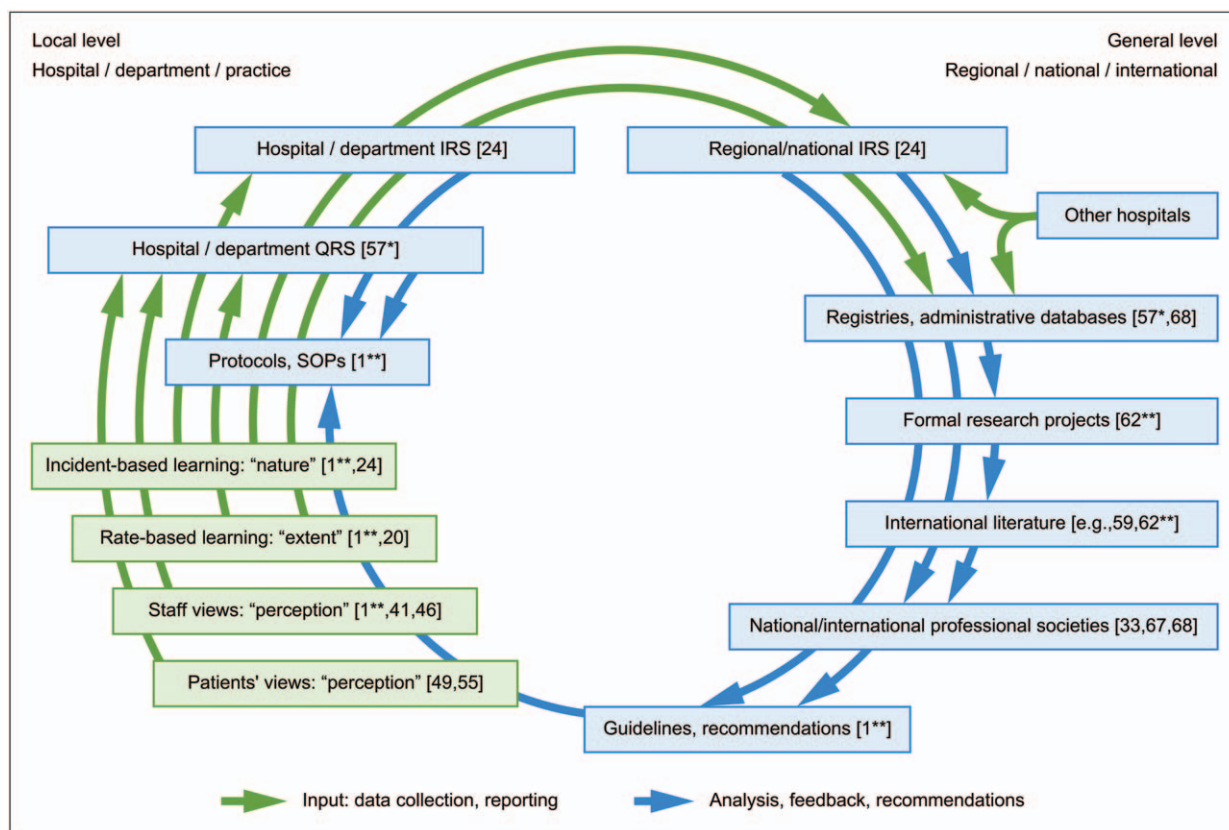 Local level
Hospital / department / practice
General level
Regional / national / international
Hospital / department IRS [24]
Regional/national IRS [24]
Other hospitals
Hospital / department QRS [57*]
Registries, administrative databases [57*,68]
Protocols, SOPs [1**]
Formal research projects [62**]
Incident-based learning: “nature” [1**,24]
International literature [e.g.,59,62**]
Rate-based learning: “extent” [1**,20]
Staff views: “perception” [1**,41,46]
National/international professional societies [33,67,68]
Patients' views: “perception” [49,55]
Guidelines, recommendations [1**]
Input: data collection, reporting
Analysis, feedback, recommendations